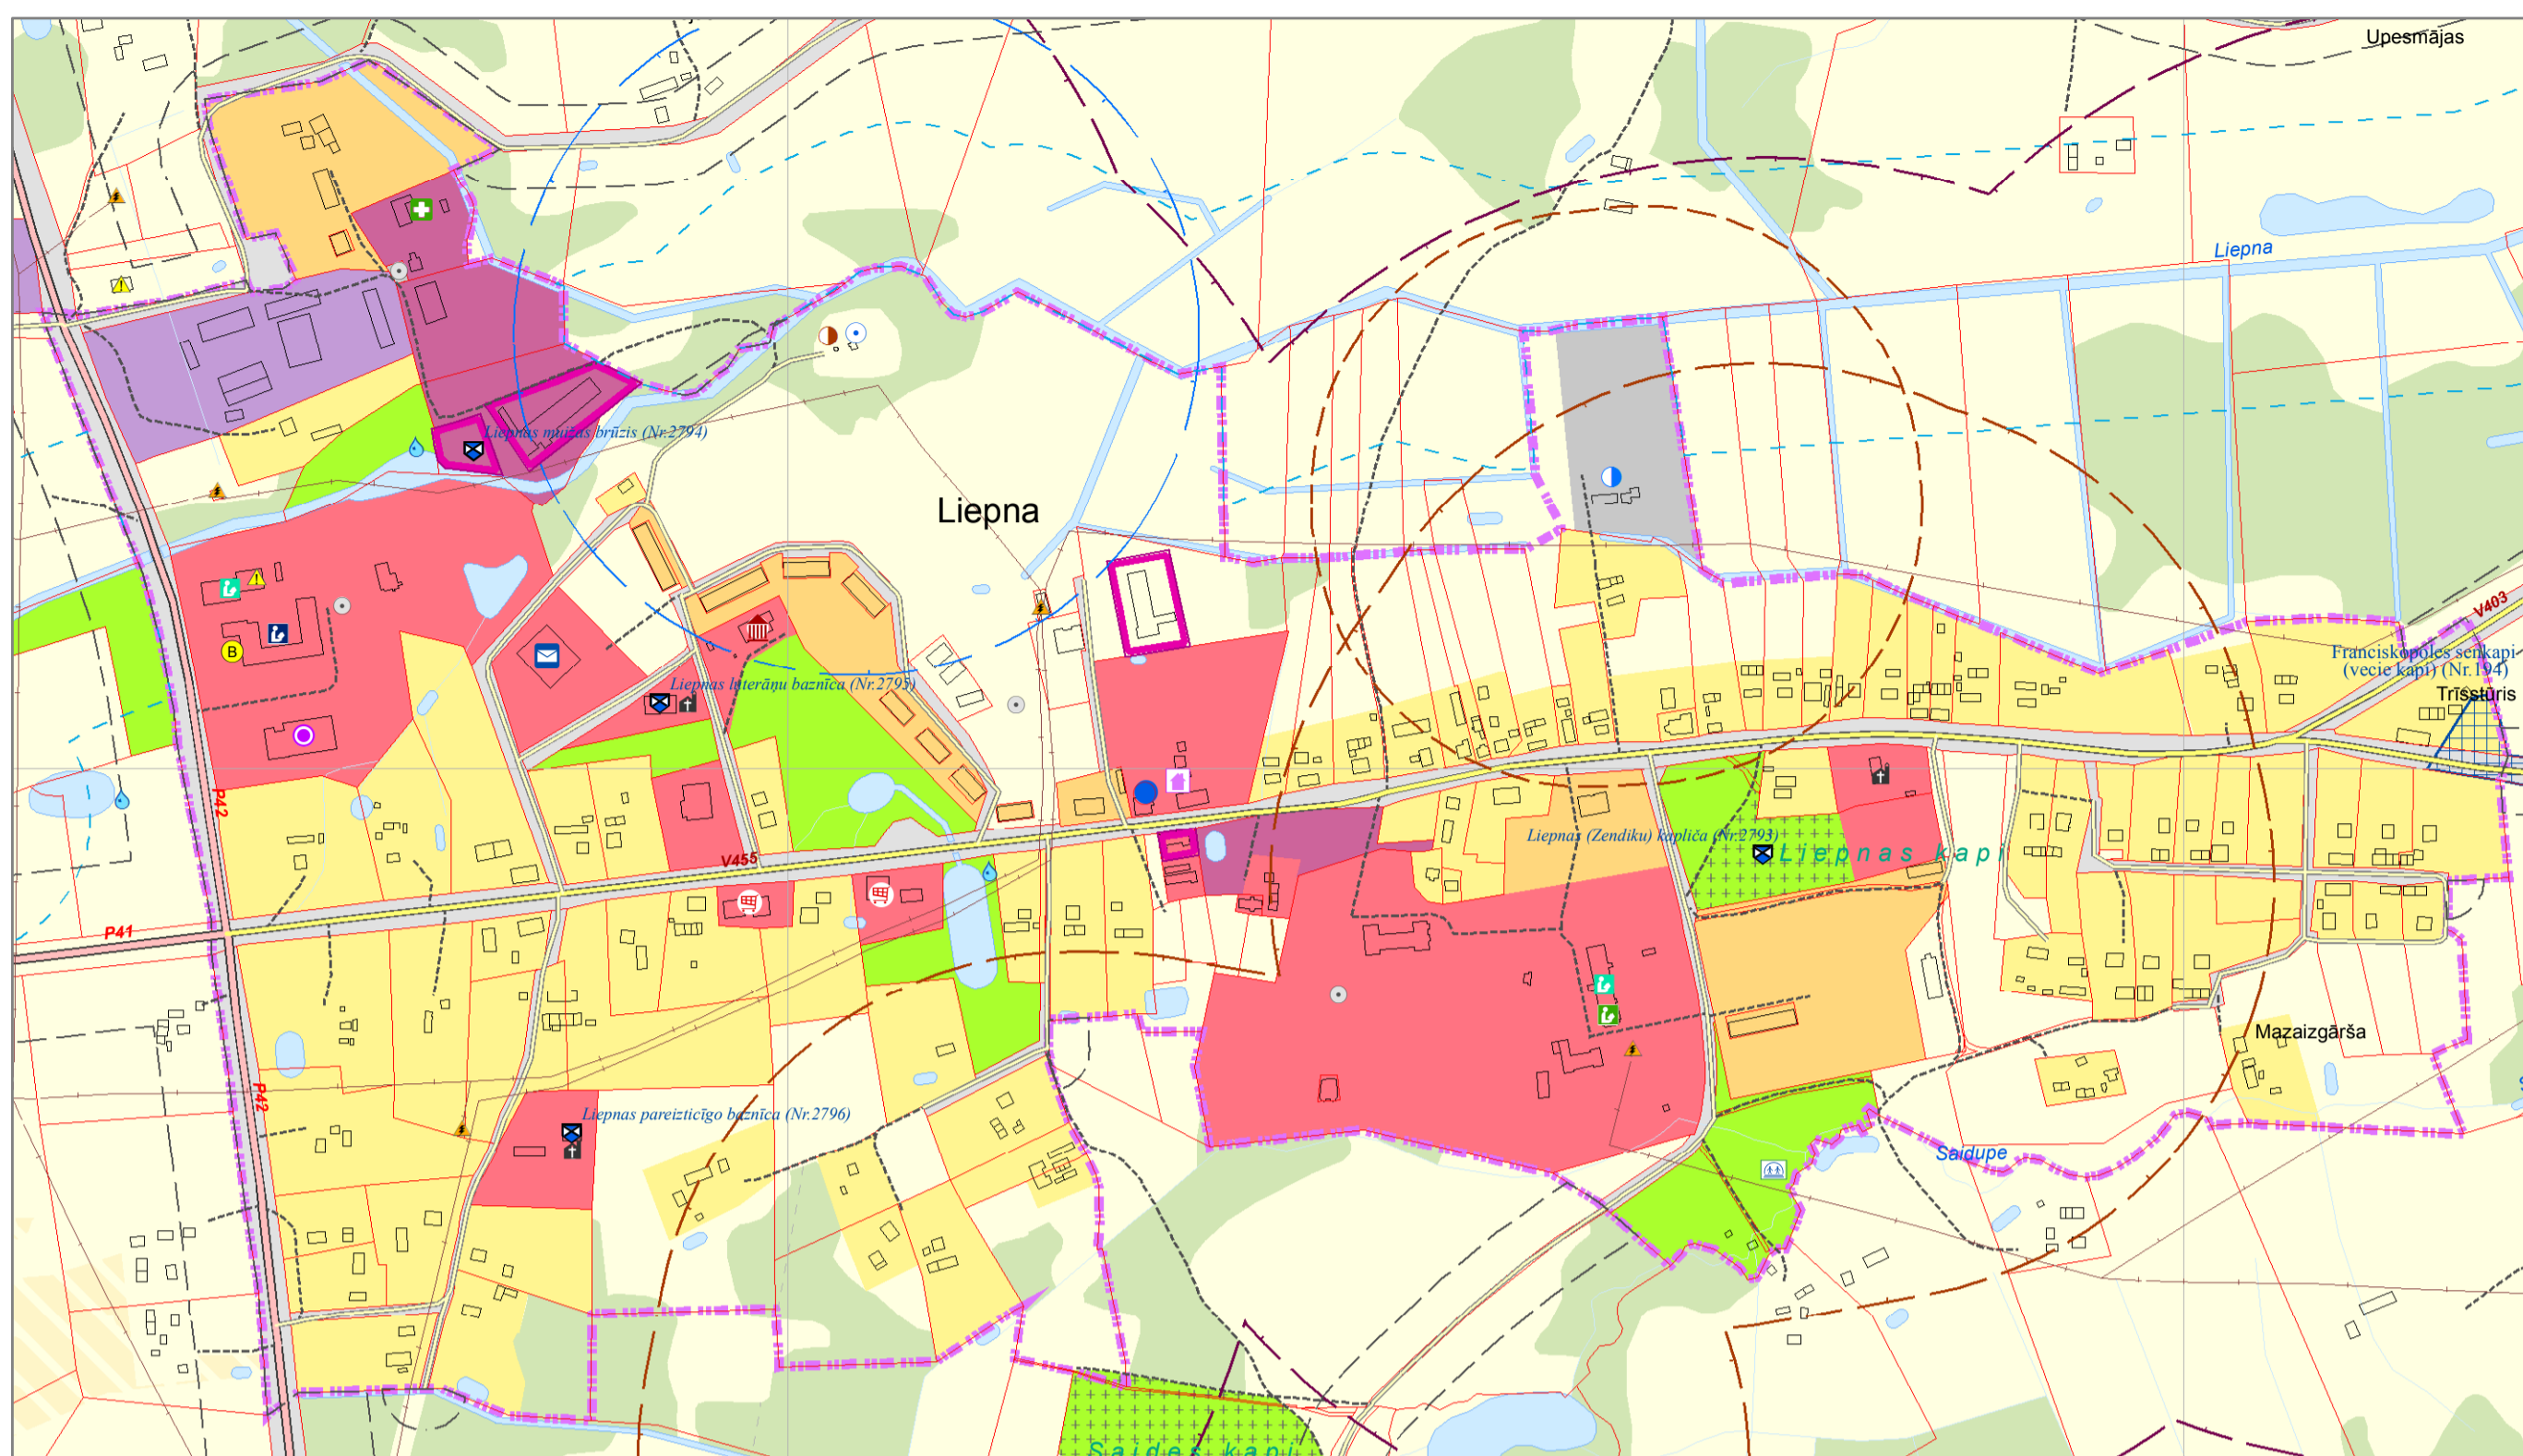 Upesmājas
Liepna
Liepnas muižas brūzis (Nr.2794)
Liepna
V403
Franciskopoles senkapi
(vecie kapi) (Nr.194)
Trīsstūris
B
Liepnas luterāņu baznīca (Nr.2795)
P42
Liepnas (Zendiku) kapliča (Nr.2793)
Liepnas kapi
V455
P41
Mazaizgārša
P42
Liepnas pareizticīgo baznīca (Nr.2796)
Saidupe
Saides kapi